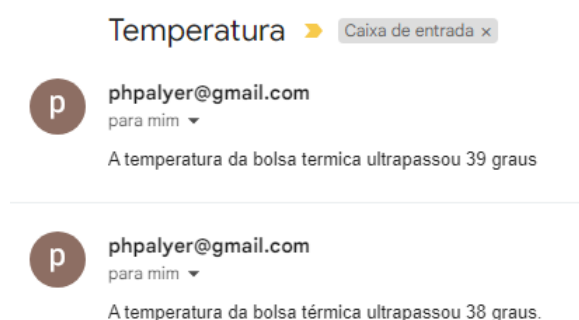 Temperatura Caixa de entrada x
p phpalyer@gmail.com
para mim
A temperatura da bolsa termica ultrapassou 39 graus
p phpalyer@gmail.com
para mim
A temperatura da bolsa térmica ultrapassou 38 graus.